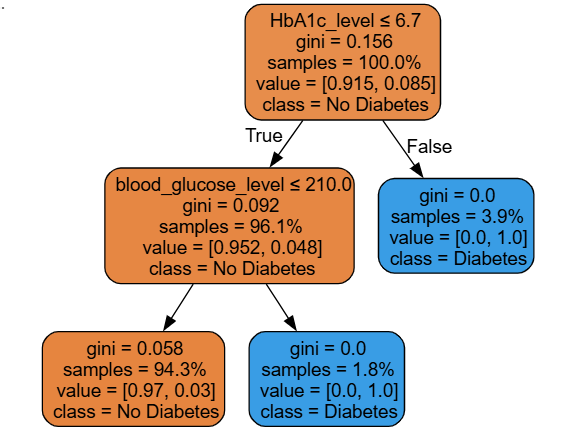 HbA1c_level ≤ 6.7
gini = 0.156
samples = 100.0%
value = [0.915, 0.085]
class = No Diabetes
True
False
blood_glucose_level ≤ 210.0
gini = 0.092
samples = 96.1%
value = [0.952, 0.048]
class = No Diabetes
gini = 0.0
samples = 3.9%
value = [0.0, 1.0]
class = Diabetes
gini = 0.058
samples = 94.3%
value = [0.97, 0.03]
class = No Diabetes
gini = 0.0
samples = 1.8%
value = [0.0, 1.0]
class = Diabetes